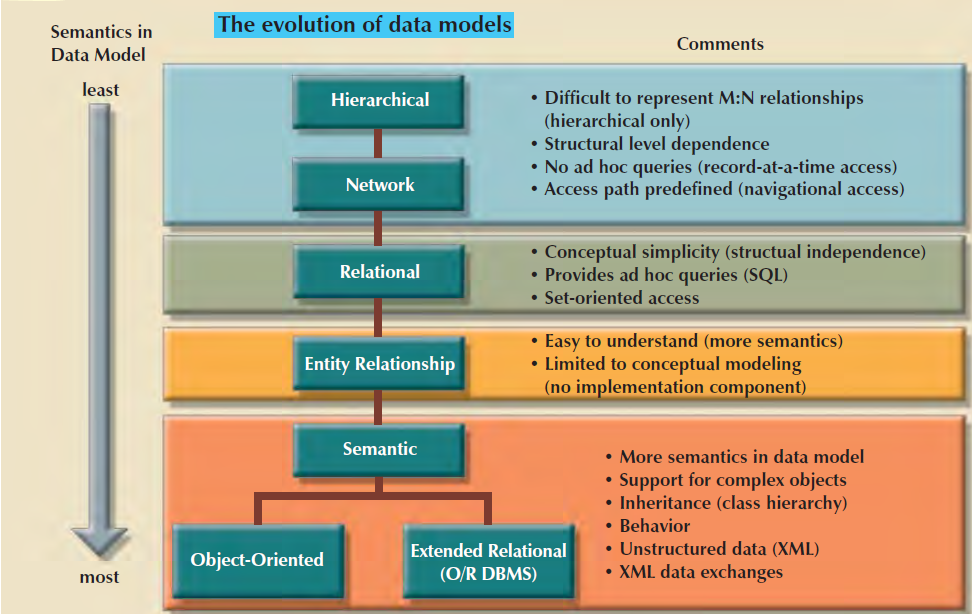 The evolution of data models
Semantics in
Data Model
Comments
least
Hierarchical
• Difficult to represent M:N relationships
(hierarchical only)
• Structural level dependence
• No ad hoc queries (record-at-a-time access)
• Access path predefined (navigational access)
Network
Relational
• Conceptual simplicity (structual independence)
• Provides ad hoc queries (SQL)
• Set-oriented access
Entity Relationship
• Easy to understand (more semantics)
• Limited to conceptual modeling
(no implementation component)
Semantic
• More semantics in data model
• Support for complex objects
• Inheritance (class hierarchy)
• Behavior
• Unstructured data (XML)
• XML data exchanges
Object-Oriented
Extended Relational
(O/R DBMS)
most